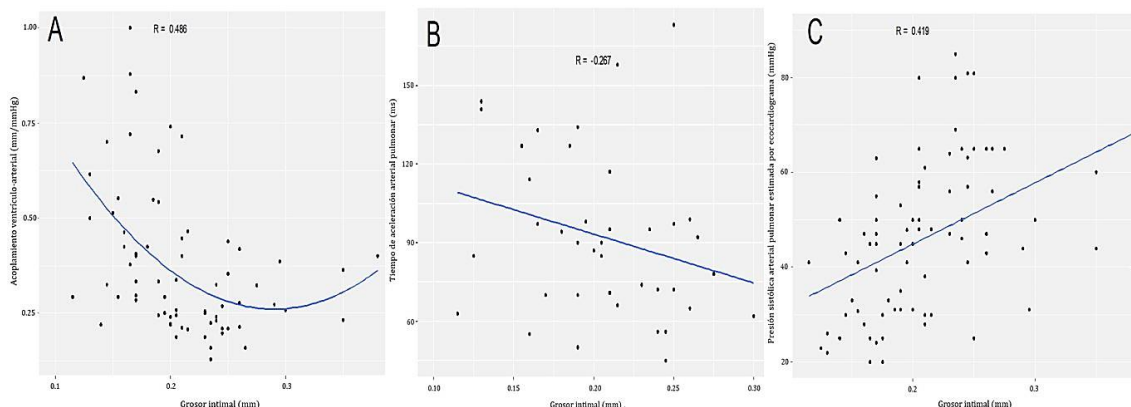 A
R = 0.486
Acoplamiento ventrículo-arterial (mm/mmHg)
1.00
0.75
0.50
0.25
0.1
0.2
0.3
Grosor intimal (mm)
B
R = -0.267
Tiempo de aceleración arterial pulmonar (ms)
150
120
90
60
0.10
0.15
0.20
0.25
0.30
Grosor intimal (mm) .
C
R = 0.419
Presión sistólica arterial pulmonar estimada por ecocardiograma (mmHg)
80
60
40
20
0.2
0.3
Grosor intimal (mm)